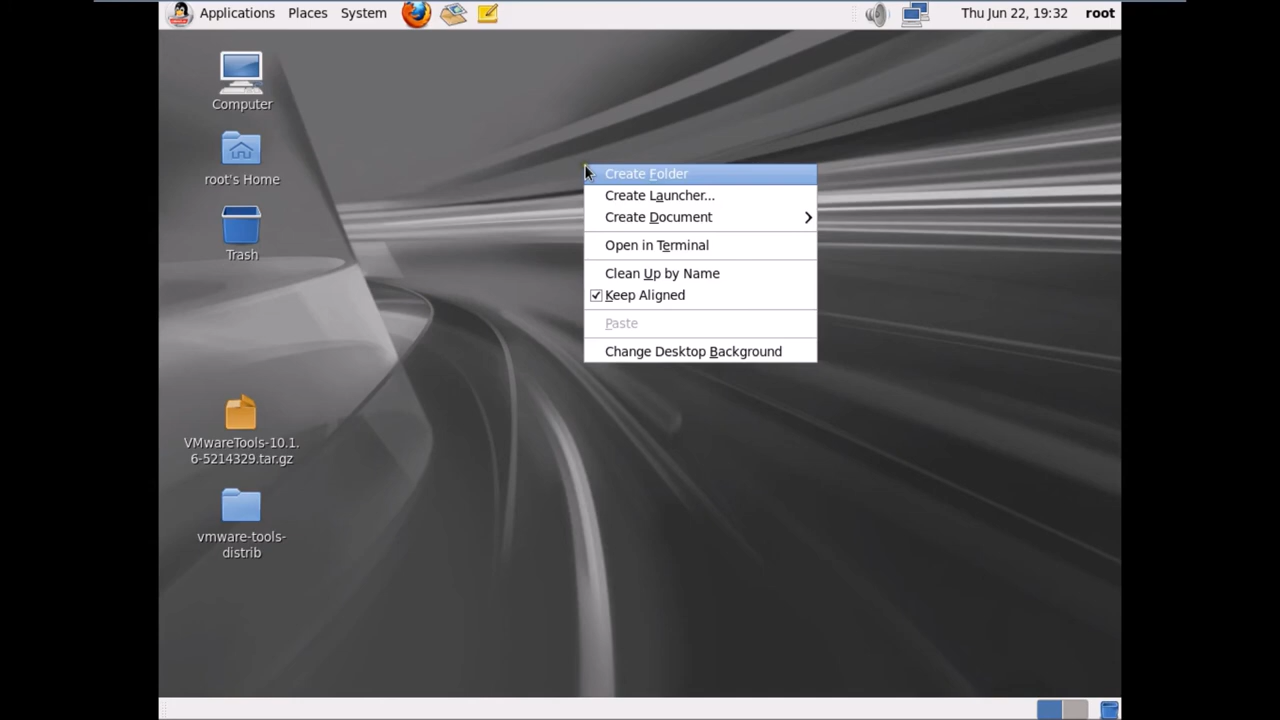 Applications Places System Thu Jun 22, 19:32 root
Computer
root's Home
Trash
VMwareTools-10.1.
6-5214329.tar.gz
vmware-tools-
distrib
Create Folder
Create Launcher...
Create Document
Open in Terminal
Clean Up by Name
Keep Aligned
Paste
Change Desktop Background